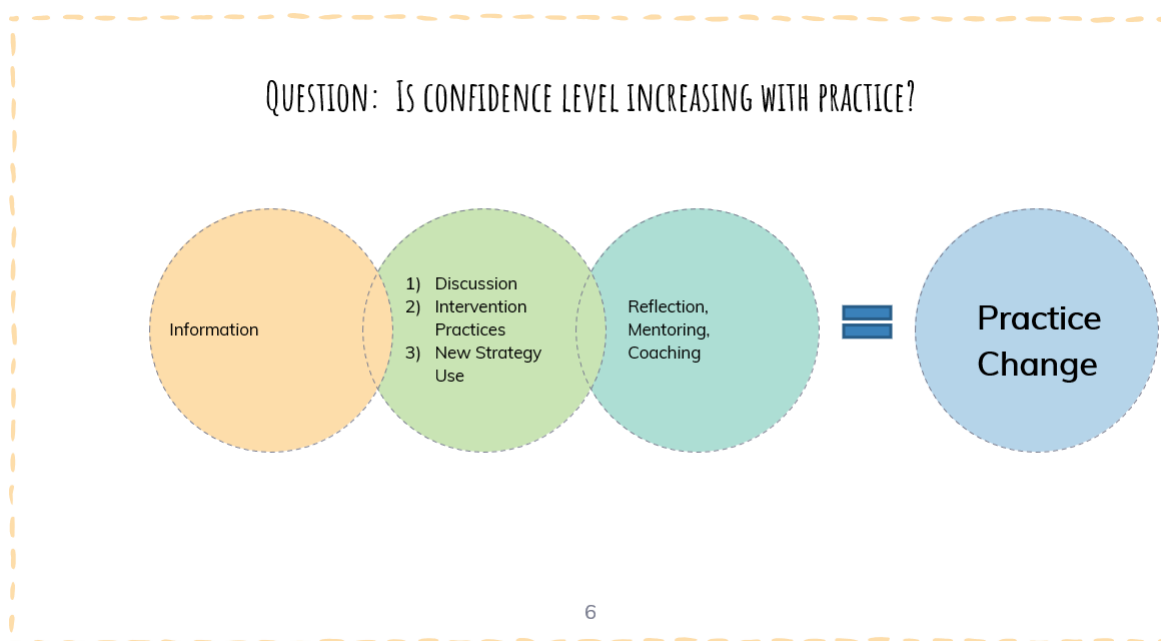 Question: Is confidence level increasing with practice?
Information
1) Discussion
2) Intervention
Practices
3) New Strategy
Use
Reflection,
Mentoring,
Coaching
Practice
Change
6